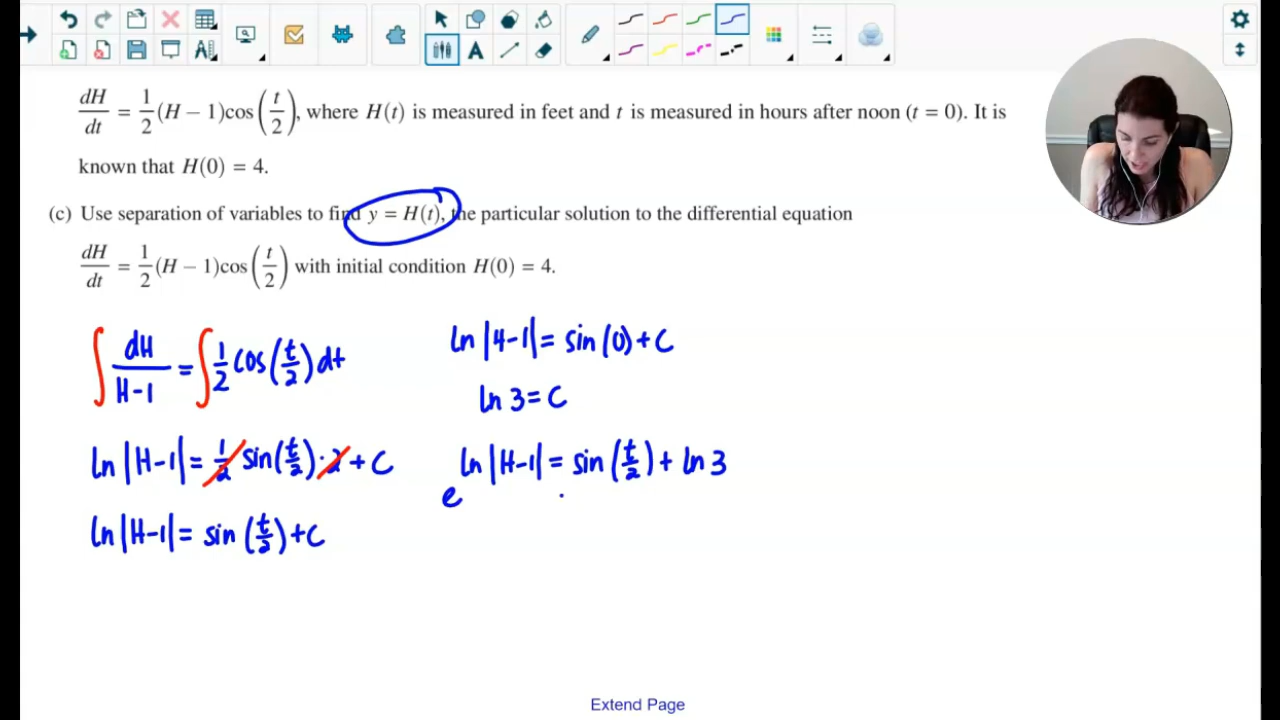 dH/dt = 1/2 (H − 1)cos(t/2), where H(t) is measured in feet and t is measured in hours after noon (t = 0). It is
known that H(0) = 4.
(c) Use separation of variables to find y = H(t), the particular solution to the differential equation
dH/dt = 1/2 (H − 1)cos(t/2) with initial condition H(0) = 4.
∫ dH/H-1 = ∫ 1/2 cos(t/2) dt
ln|H-1| = 1/2 sin(t/2) · 2 + C
ln|H-1| = sin(t/2) + C
ln|4-1| = sin(0) + C
ln 3 = C
ln|H-1| = sin(t/2) + ln 3
e
Extend Page